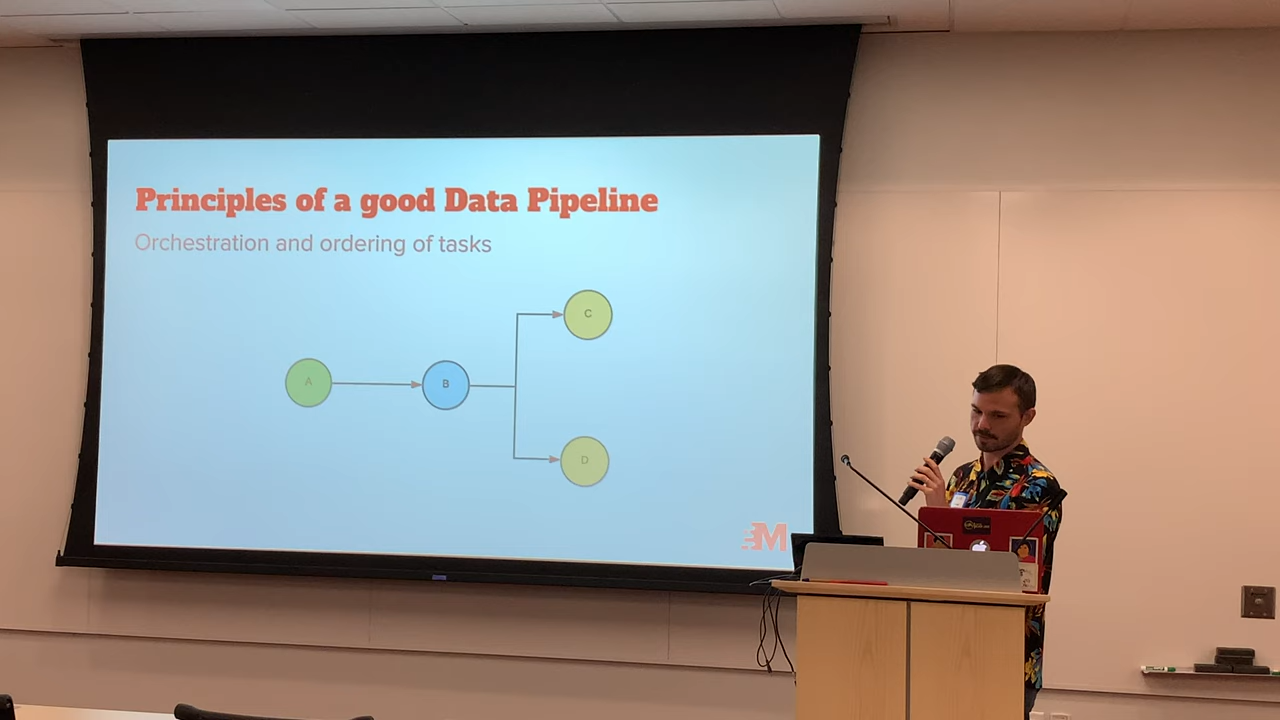 Principles of a good Data Pipeline
Orchestration and ordering of tasks
C
A
B
D
M